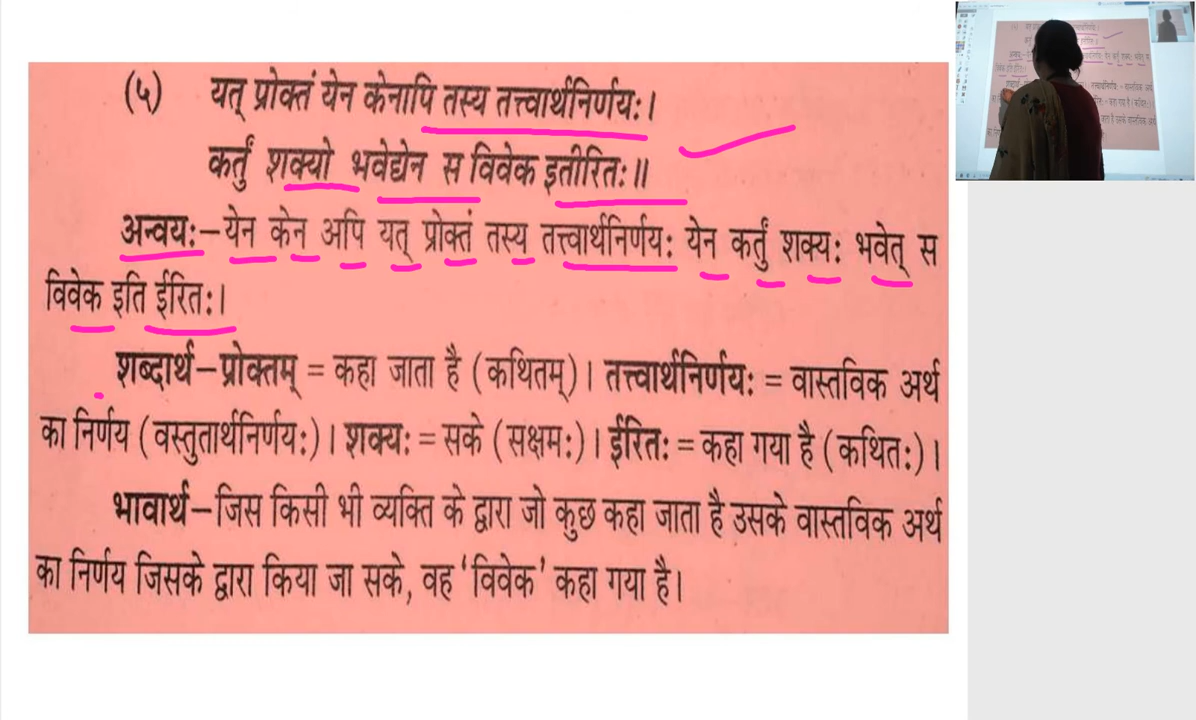 (५) यत् प्रोक्तं येन केनापि तस्य तत्त्वार्थनिर्णयः।
कर्तुं शक्यो भवेद्येन स विवेक इतीरितः॥
अन्वयः–येन केन अपि यत् प्रोक्तं तस्य तत्त्वार्थनिर्णयः येन कर्तुं शक्यः भवेत् स
विवेक इति ईरितः।
शब्दार्थ–प्रोक्तम् = कहा जाता है (कथितम्)। तत्त्वार्थनिर्णयः = वास्तविक अर्थ
का निर्णय (वस्तुतार्थनिर्णयः)। शक्यः = सके (सक्षमः)। ईरितः = कहा गया है (कथितः)।
भावार्थ–जिस किसी भी व्यक्ति के द्वारा जो कुछ कहा जाता है उसके वास्तविक अर्थ
का निर्णय जिसके द्वारा किया जा सके, वह 'विवेक' कहा गया है।